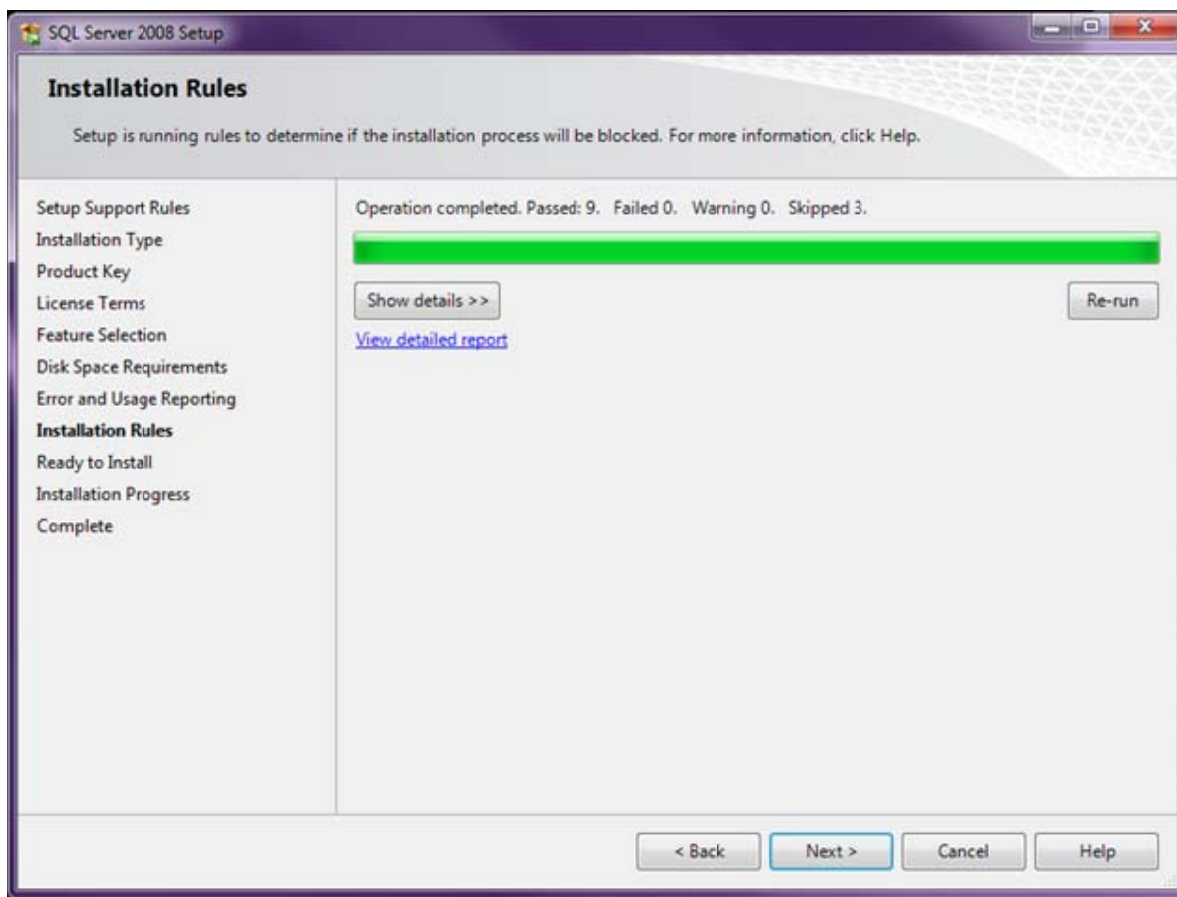 SQL Server 2008 Setup
Installation Rules
Setup is running rules to determine if the installation process will be blocked. For more information, click Help.
Setup Support Rules
Installation Type
Product Key
License Terms
Feature Selection
Disk Space Requirements
Error and Usage Reporting
Installation Rules
Ready to Install
Installation Progress
Complete
Operation completed. Passed: 9. Failed 0. Warning 0. Skipped 3.
Show details >>
Re-run
View detailed report
< Back
Next >
Cancel
Help